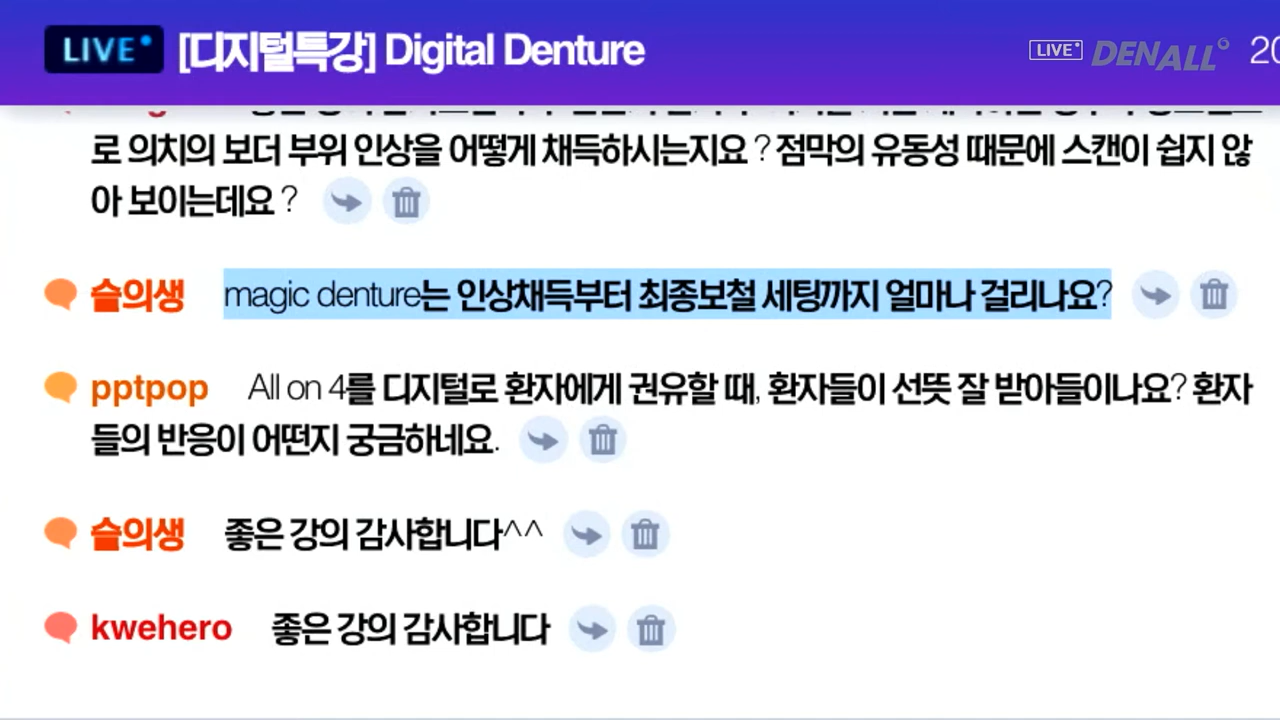 LIVE [디지털특강] Digital Denture LIVE DENALL 20
로 의치의 보더 부위 인상을 어떻게 채득하시는지요 ? 점막의 유동성 때문에 스캔이 쉽지 않
아 보이는데요 ?
슬의생 magic denture는 인상채득부터 최종보철 세팅까지 얼마나 걸리나요?
pptpop All on 4를 디지털로 환자에게 권유할 때, 환자들이 선뜻 잘 받아들이나요? 환자
들의 반응이 어떤지 궁금하네요.
슬의생 좋은 강의 감사합니다^^
kwehero 좋은 강의 감사합니다